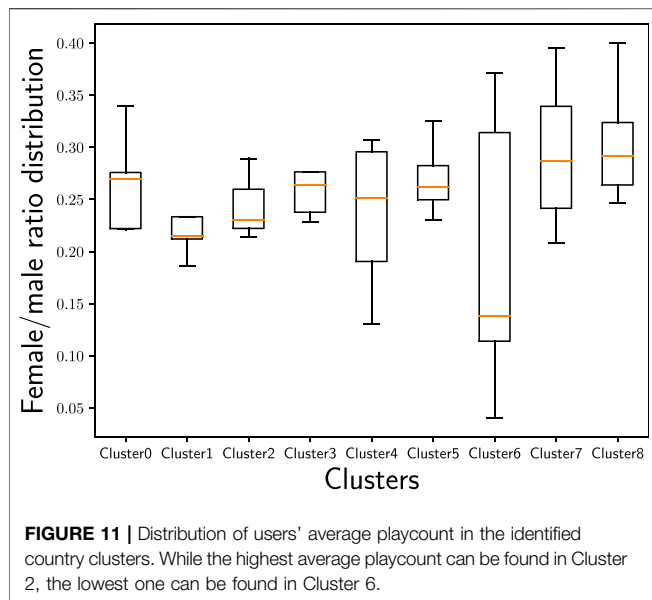 Female/male ratio distribution
0.40
0.35
0.30
0.25
0.20
0.15
0.10
0.05
Cluster0 Cluster1 Cluster2 Cluster3 Cluster4 Cluster5 Cluster6 Cluster7 Cluster8
Clusters
FIGURE 11 | Distribution of users' average playcount in the identified
country clusters. While the highest average playcount can be found in Cluster
2, the lowest one can be found in Cluster 6.